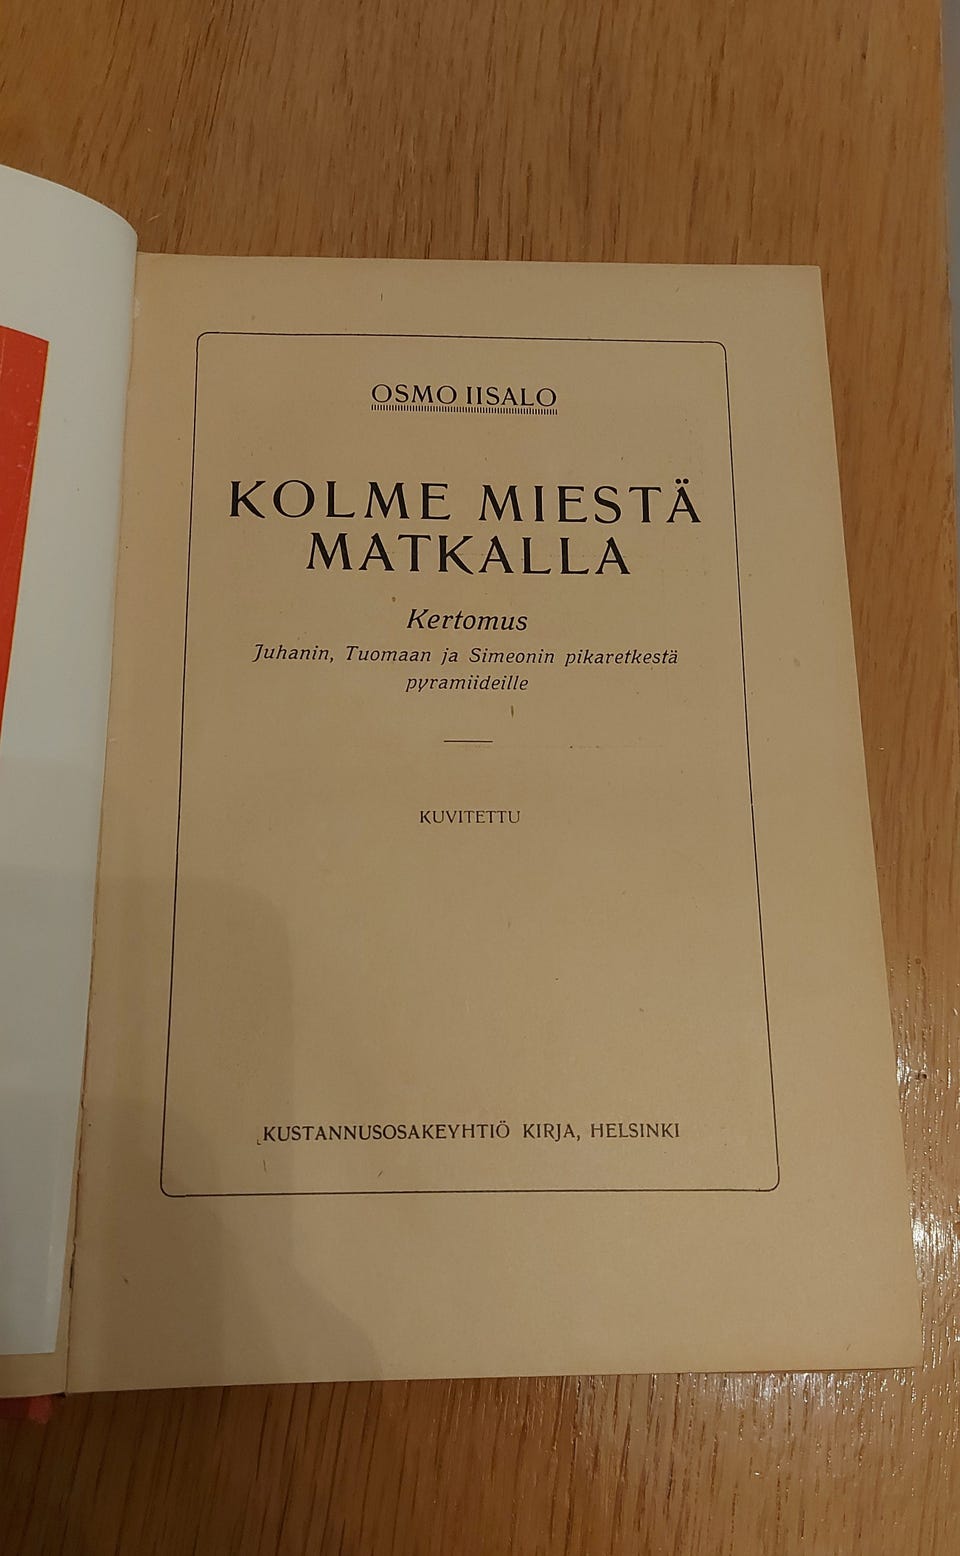 OSMO IISALO
KOLME MIESTÄ
MATKALLA
Kertomus
Juhanin, Tuomaan ja Simeonin pikaretkestä
pyramiideille
KUVITETTU
KUSTANNUSOSAKEYHTIÖ KIRJA, HELSINKI